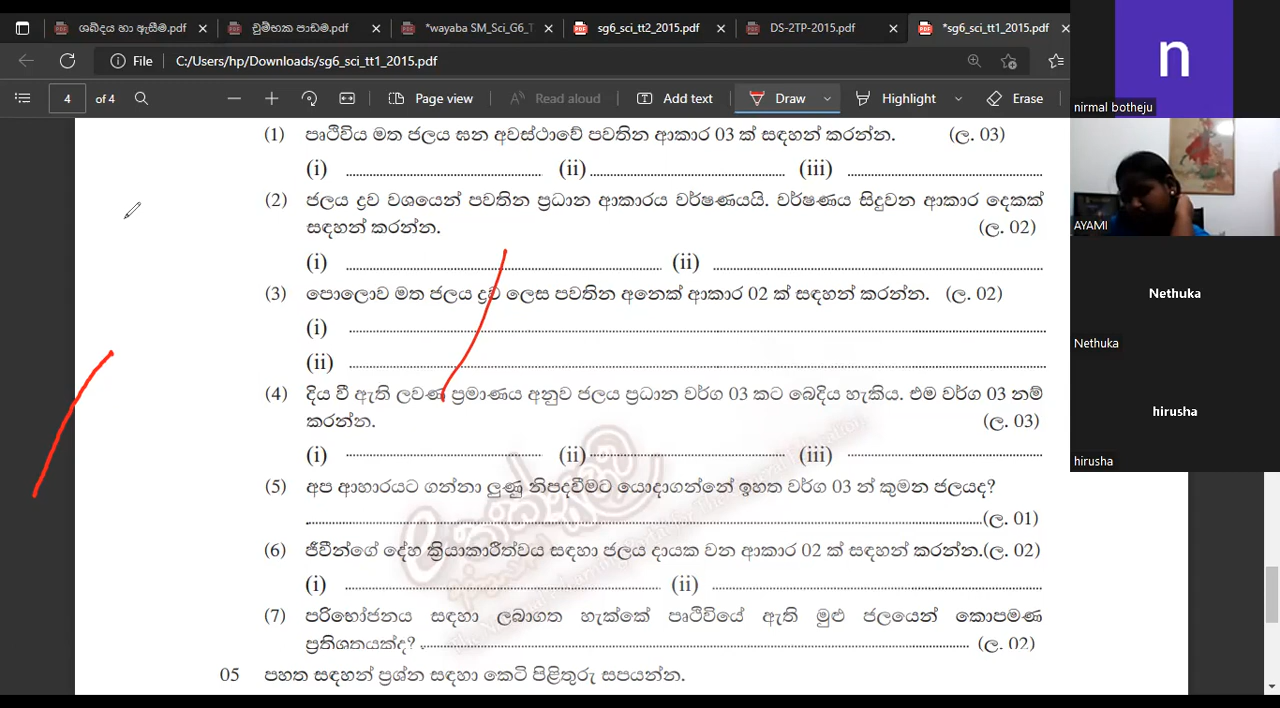 ශබ්දය හා ඇසීම.pdf
චුම්භක පාඩම්.pdf
*wayaba SM_Sci_G6_T
sg6_sci_tt2_2015.pdf
DS-2TP-2015.pdf
*sg6_sci_tt1_2015.pdf
File C:/Users/hp/Downloads/sg6_sci_tt1_2015.pdf
4 of 4 Page view Read aloud Add text Draw Highlight Erase
(1) පෘථිවිය මත ජලය ඝන අවස්ථාවේ පවතින ආකාර 03 ක් සඳහන් කරන්න. (ල. 03)
(i) (ii) (iii)
(2) ජලය ද්‍රව වශයෙන් පවතින ප්‍රධාන ආකාරය වර්ෂණයයි. වර්ෂණය සිදුවන ආකාර දෙකක්
සඳහන් කරන්න. (ල. 02)
(i) (ii)
(3) පොලොව මත ජලය ද්‍රව ලෙස පවතින අනෙක් ආකාර 02 ක් සඳහන් කරන්න. (ල. 02)
(i)
(ii)
(4) දිය වී ඇති ලවණ ප්‍රමාණය අනුව ජලය ප්‍රධාන වර්ග 03 කට බෙදිය හැකිය. එම වර්ග 03 නම්
කරන්න. (ල. 03)
(i) (ii) (iii)
(5) අප ආහාරයට ගන්නා ලුණු නිපදවීමට යොදාගන්නේ ඉහත වර්ග 03 න් කුමන ජලයද?
(ල. 01)
(6) ජීවීන්ගේ දේහ ක්‍රියාකාරීත්වය සඳහා ජලය දායක වන ආකාර 02 ක් සඳහන් කරන්න.(ල. 02)
(i) (ii)
(7) පරිභෝජනය සඳහා ලබාගත හැක්කේ පෘථිවියේ ඇති මුළු ජලයෙන් කොපමණ
ප්‍රතිශතයක්ද? (ල. 02)
05 පහත සඳහන් ප්‍රශ්න සඳහා කෙටි පිළිතුරු සපයන්න.
n
nirmal botheju
AYAMI
Nethuka
Nethuka
hirusha
hirusha